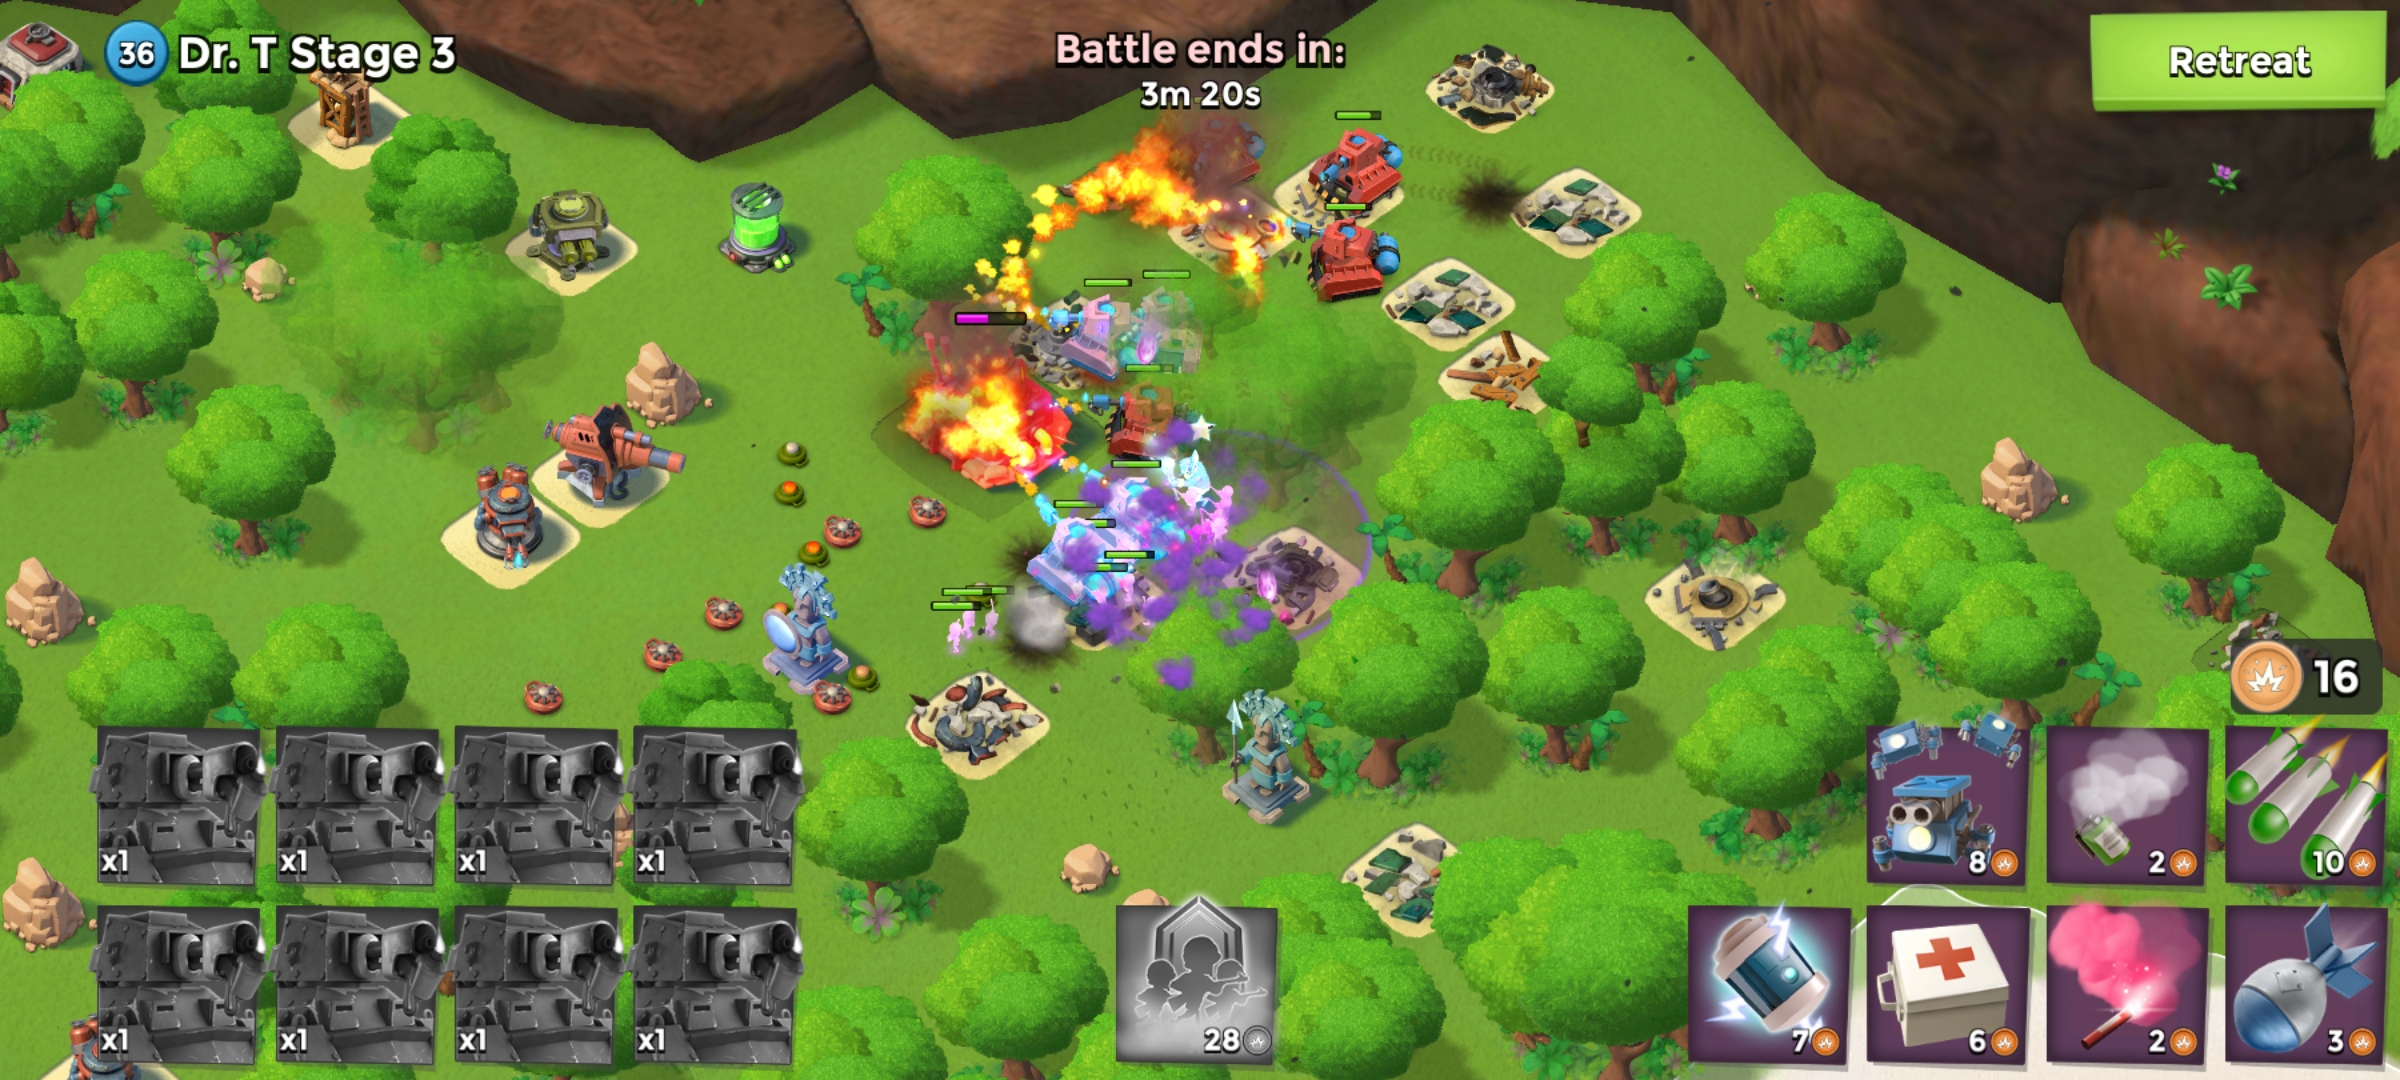 36 Dr. T Stage 3
Battle ends in:
3m 20s
Retreat
16
8 2 10
x1 x1 x1 x1
28 7 6 2 3
x1 x1 x1 x1